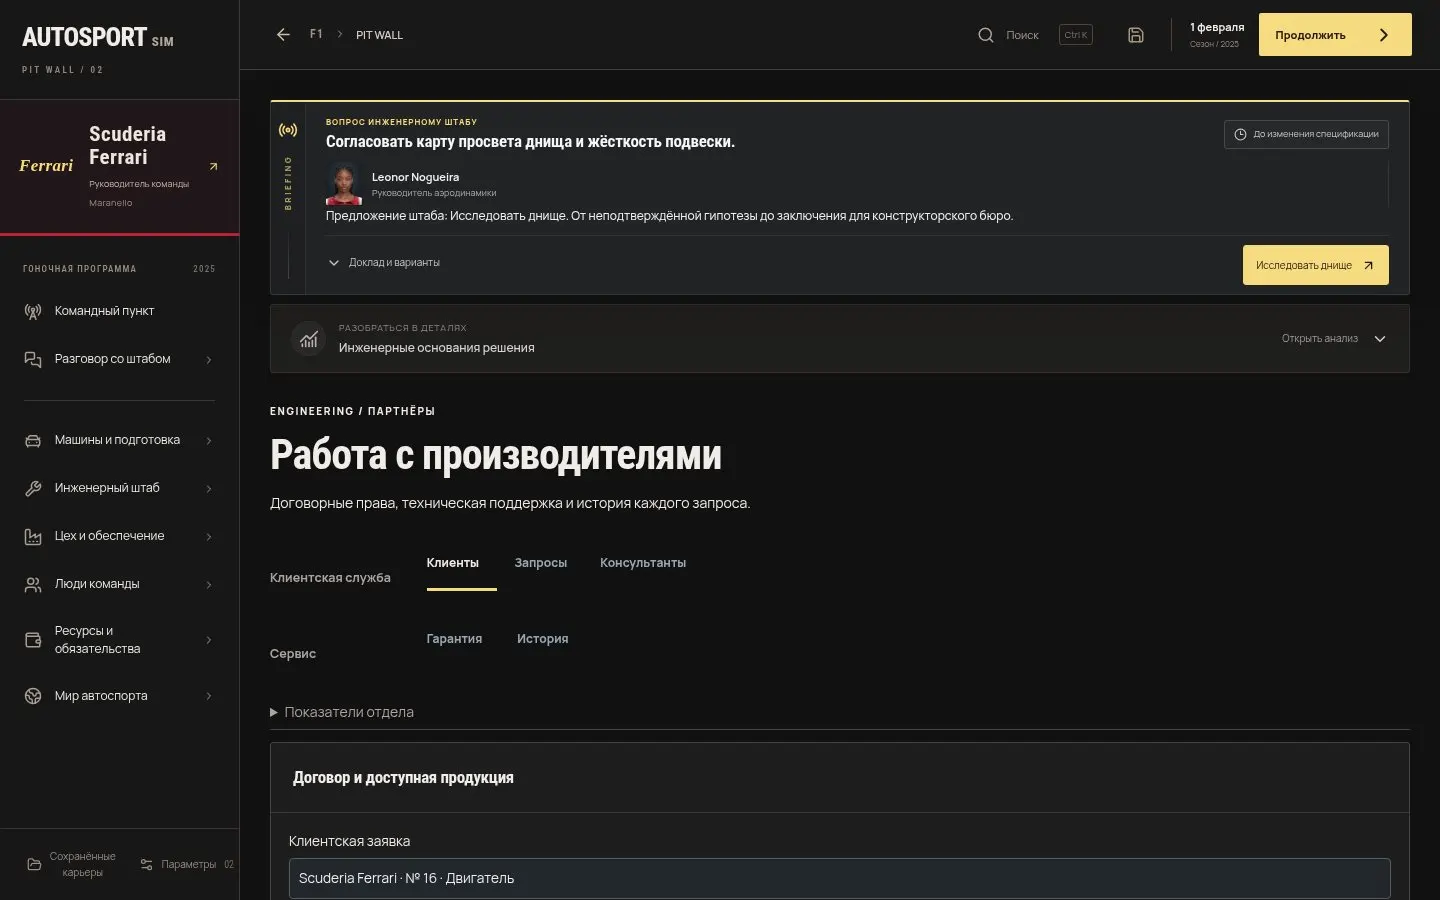 AUTOSPORT SIM
PIT WALL / 02
Ferrari
Scuderia
Ferrari
Руководитель команды
Maranello
ГОНОЧНАЯ ПРОГРАММА 2025
Командный пункт
Разговор со штабом
Машины и подготовка
Инженерный штаб
Цех и обеспечение
Люди команды
Ресурсы и
обязательства
Мир автоспорта
Сохранённые
карьеры
Параметры 02
F1 > PIT WALL
Поиск Ctrl K
1 февраля
Сезон / 2025
Продолжить
BRIEFING
ВОПРОС ИНЖЕНЕРНОМУ ШТАБУ
Согласовать карту просвета днища и жёсткость подвески.
До изменения спецификации
Leonor Nogueira
Руководитель аэродинамики
Предложение штаба: Исследовать днище. От неподтверждённой гипотезы до заключения для конструкторского бюро.
Доклад и варианты
Исследовать днище
РАЗОБРАТЬСЯ В ДЕТАЛЯХ
Инженерные основания решения
Открыть анализ
ENGINEERING / ПАРТНЁРЫ
Работа с производителями
Договорные права, техническая поддержка и история каждого запроса.
Клиентская служба
Клиенты Запросы Консультанты
Сервис
Гарантия История
Показатели отдела
Договор и доступная продукция
Клиентская заявка
Scuderia Ferrari · № 16 · Двигатель